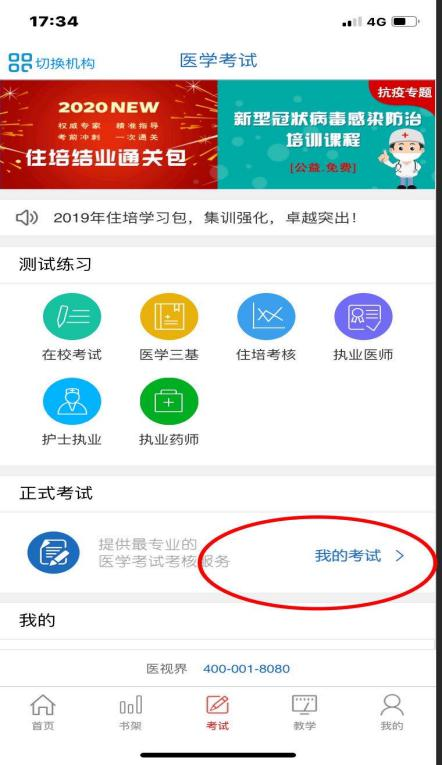 17:34
4G
切换机构
医学考试
2020 NEW
权威专家 精准指导
考前冲刺 一次通关
住培结业通关包
抗疫专题
新型冠状病毒感染防治
培训课程
[公益.免费]
2019年住培学习包，集训强化，卓越突出！
测试练习
在校考试
医学三基
住培考核
执业医师
护士执业
执业药师
正式考试
提供最专业的
医学考试考核服务
我的考试 >
我的
医视界 400-001-8080
首页
书架
考试
教学
我的